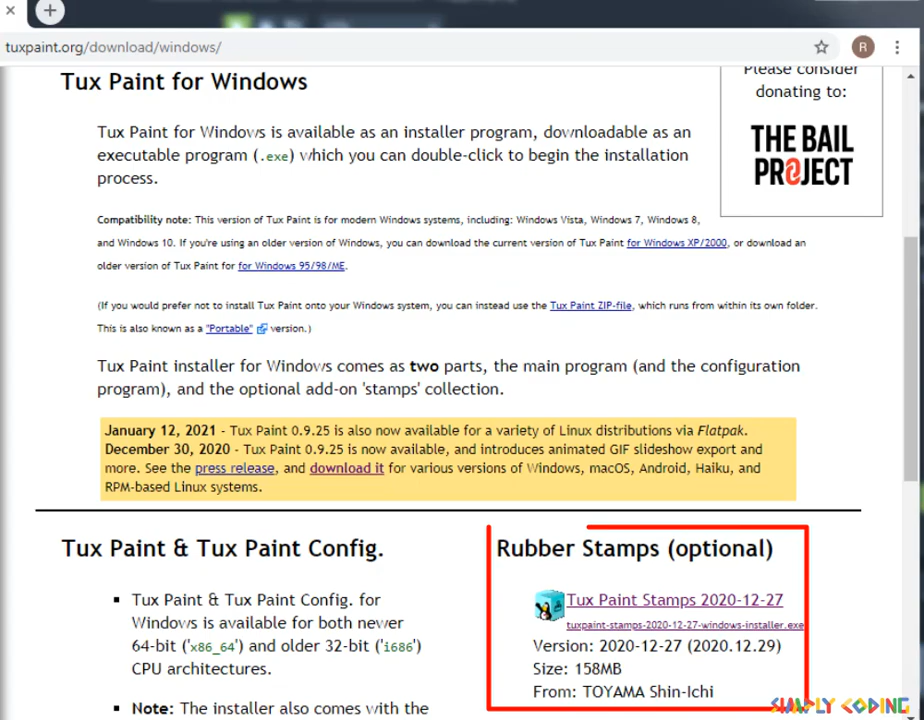 tuxpaint.org/download/windows/
R
Tux Paint for Windows
Please consider
donating to:
THE BAIL
PROJECT
Tux Paint for Windows is available as an installer program, downloadable as an
executable program (.exe) which you can double-click to begin the installation
process.
Compatibility note: This version of Tux Paint is for modern Windows systems, including: Windows Vista, Windows 7, Windows 8,
and Windows 10. If you're using an older version of Windows, you can download the current version of Tux Paint for Windows XP/2000, or download an
older version of Tux Paint for for Windows 95/98/ME.
(If you would prefer not to install Tux Paint onto your Windows system, you can instead use the Tux Paint ZIP-file, which runs from within its own folder.
This is also known as a "Portable" version.)
Tux Paint installer for Windows comes as two parts, the main program (and the configuration
program), and the optional add-on 'stamps' collection.
January 12, 2021 - Tux Paint 0.9.25 is also now available for a variety of Linux distributions via Flatpak.
December 30, 2020 - Tux Paint 0.9.25 is now available, and introduces animated GIF slideshow export and
more. See the press release, and download it for various versions of Windows, macOS, Android, Haiku, and
RPM-based Linux systems.
Tux Paint & Tux Paint Config.
▪ Tux Paint & Tux Paint Config. for
Windows is available for both newer
64-bit ('x86_64') and older 32-bit ('i686')
CPU architectures.
▪ Note: The installer also comes with the
Rubber Stamps (optional)
Tux Paint Stamps 2020-12-27
tuxpaint-stamps-2020-12-27-windows-installer.exe
Version: 2020-12-27 (2020.12.29)
Size: 158MB
From: TOYAMA Shin-Ichi
SIMPLY CODING